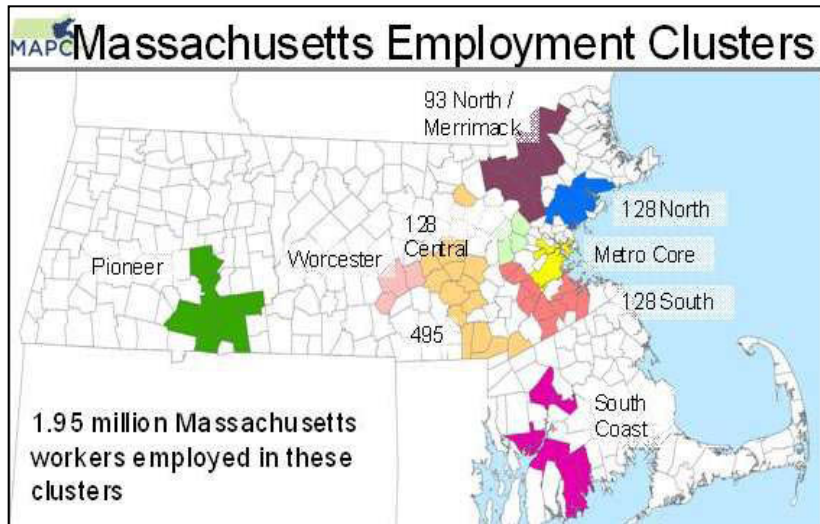 MAPC Massachusetts Employment Clusters
93 North /
Merrimack
128 North
128
Central
Pioneer
Worcester
Metro Core
128 South
495
South
Coast
1.95 million Massachusetts
workers employed in these
clusters